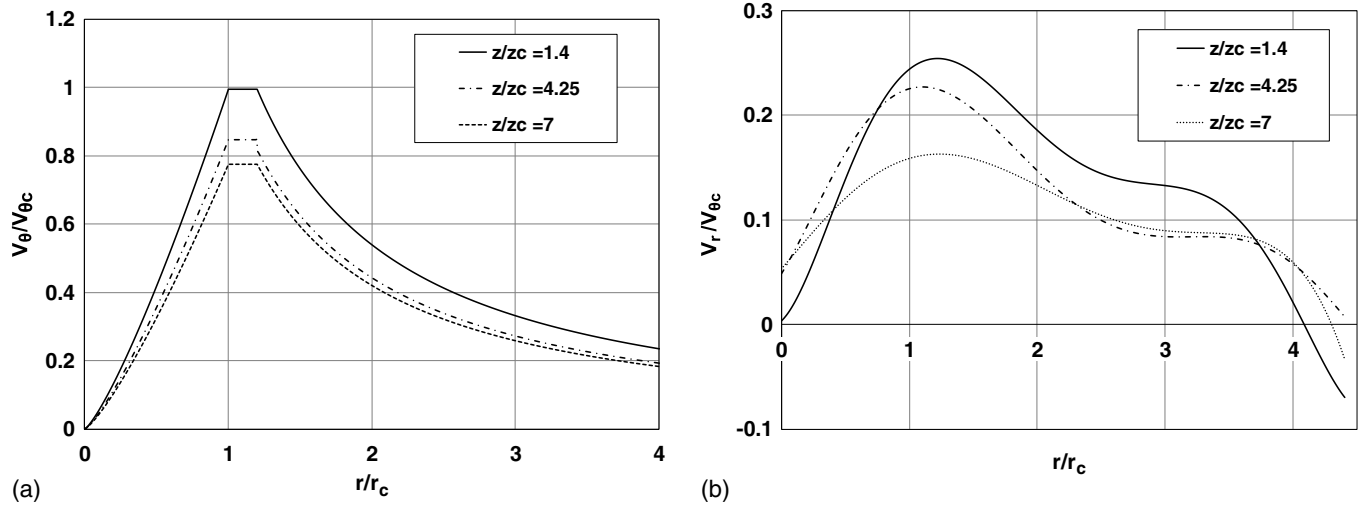 1.2
1
0.8
0.6
0.4
0.2
0
Vθ/Vθc
z/zc =1.4
z/zc =4.25
z/zc =7
0 1 2 3 4
r/rc
(a)
0.3
0.2
0.1
0
-0.1
Vr/Vθc
z/zc =1.4
z/zc =4.25
z/zc =7
0 1 2 3 4
r/rc
(b)